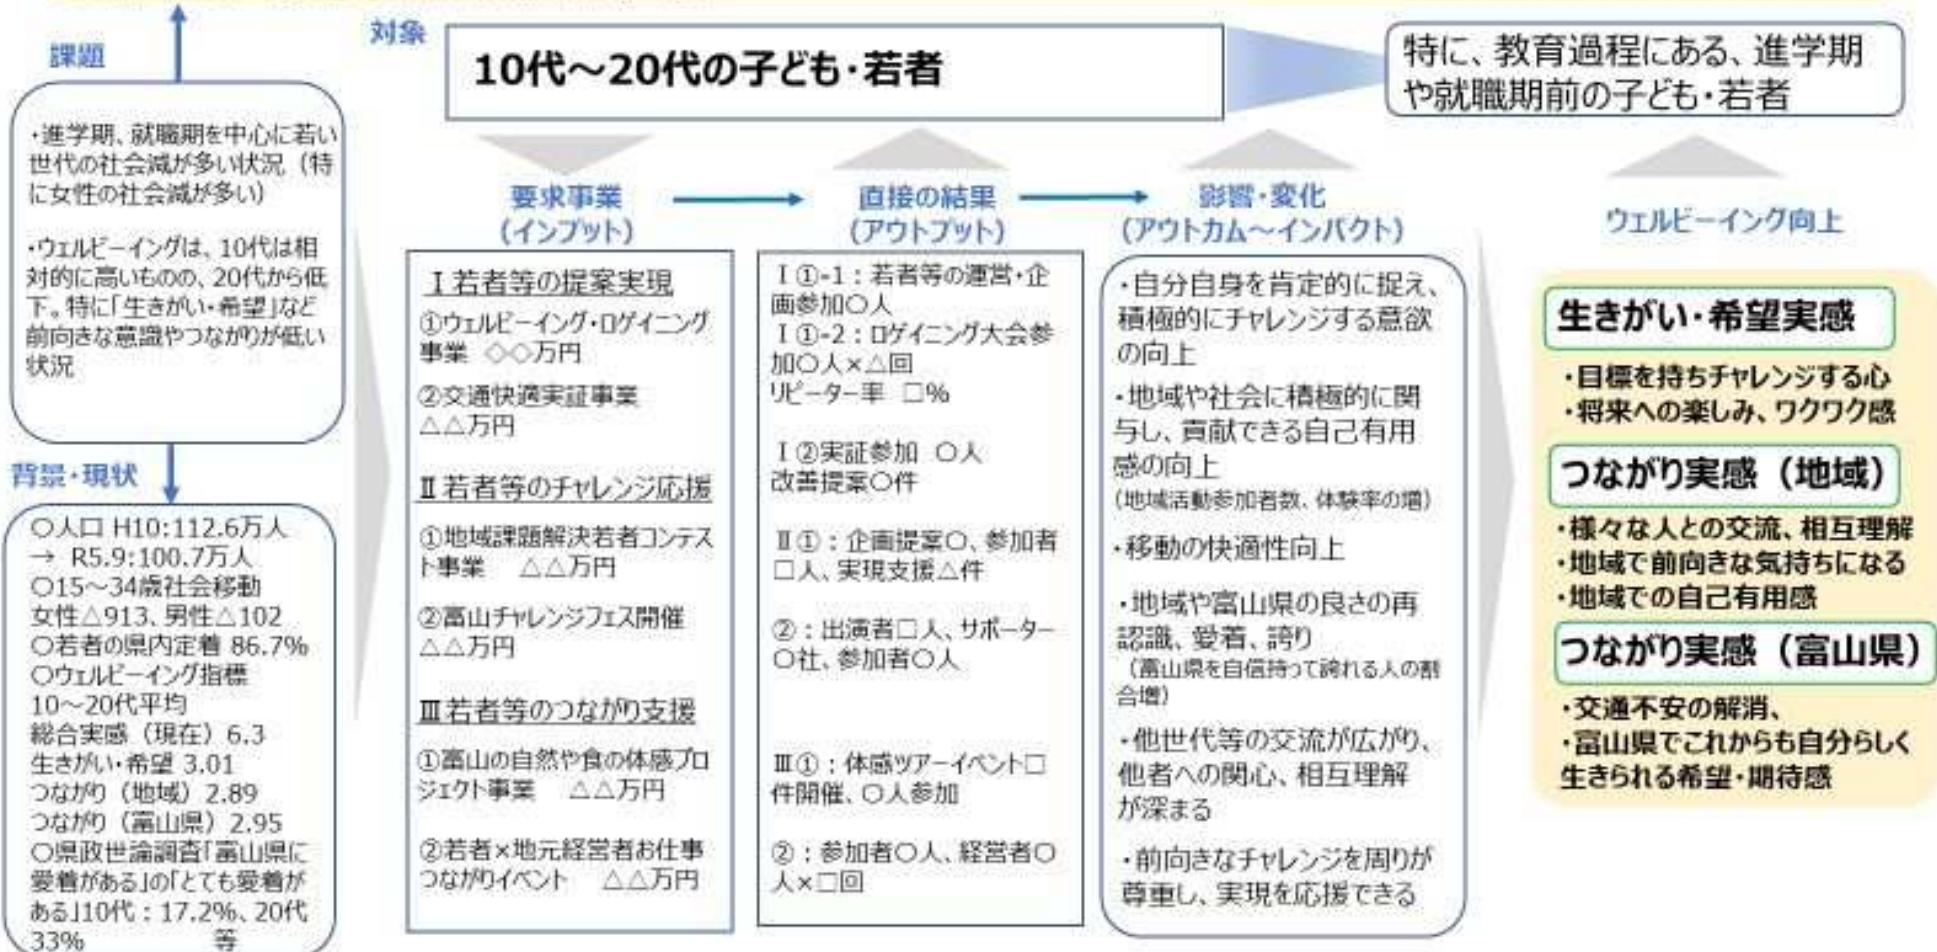 課題
対象
10代～20代の子ども・若者
特に、教育過程にある、進学期
や就職期前の子ども・若者
・進学期、就職期を中心に若い
世代の社会減が多い状況（特
に女性の社会減が多い）
・ウェルビーイングは、10代は相
対的に高いものの、20代から低
下。特に「生きがい・希望」など
前向きな意識やつながりが低い
状況
背景・現状
○人口 H10:112.6万人
→ R5.9:100.7万人
○15～34歳社会移動
女性△913、男性△102
○若者の県内定着 86.7%
○ウェルビーイング指標
10～20代平均
総合実感（現在）6.3
生きがい・希望 3.01
つながり（地域）2.89
つながり（富山県）2.95
○県政世論調査「富山県に
愛着がある」の「とても愛着が
ある」10代：17.2%、20代
33% 等
要求事業
（インプット）
Ⅰ若者等の提案実現
①ウェルビーイング・ロゲイニング
事業 ◇◇万円
②交通快適実証事業
△△万円
Ⅱ若者等のチャレンジ応援
①地域課題解決若者コンテス
ト事業 △△万円
②富山チャレンジフェス開催
△△万円
Ⅲ若者等のつながり支援
①富山の自然や食の体感プロ
ジェクト事業 △△万円
②若者×地元経営者お仕事
つながりイベント △△万円
直接の結果
（アウトプット）
Ⅰ①-1：若者等の運営・企
画参加○人
Ⅰ①-2：ロゲイニング大会参
加○人×△回
リピーター率 □%
Ⅰ②実証参加 ○人
改善提案○件
Ⅱ①：企画提案○、参加者
□人、実現支援△件
②：出演者□人、サポーター
○社、参加者○人
Ⅲ①：体感ツアーイベント□
件開催、○人参加
②：参加者○人、経営者○
人×□回
影響・変化
（アウトカム～インパクト）
・自分自身を肯定的に捉え、
積極的にチャレンジする意欲
の向上
・地域や社会に積極的に関
与し、貢献できる自己有用
感の向上
（地域活動参加者数、体験率の増）
・移動の快適性向上
・地域や富山県の良さの再
認識、愛着、誇り
（富山県を自信持って誇れる人の割
合増）
・他世代等の交流が広がり、
他者への関心、相互理解
が深まる
・前向きなチャレンジを周りが
尊重し、実現を応援できる
ウェルビーイング向上
生きがい・希望実感
・目標を持ちチャレンジする心
・将来への楽しみ、ワクワク感
つながり実感（地域）
・様々な人との交流、相互理解
・地域で前向きな気持ちになる
・地域での自己有用感
つながり実感（富山県）
・交通不安の解消、
・富山県でこれからも自分らしく
生きられる希望・期待感